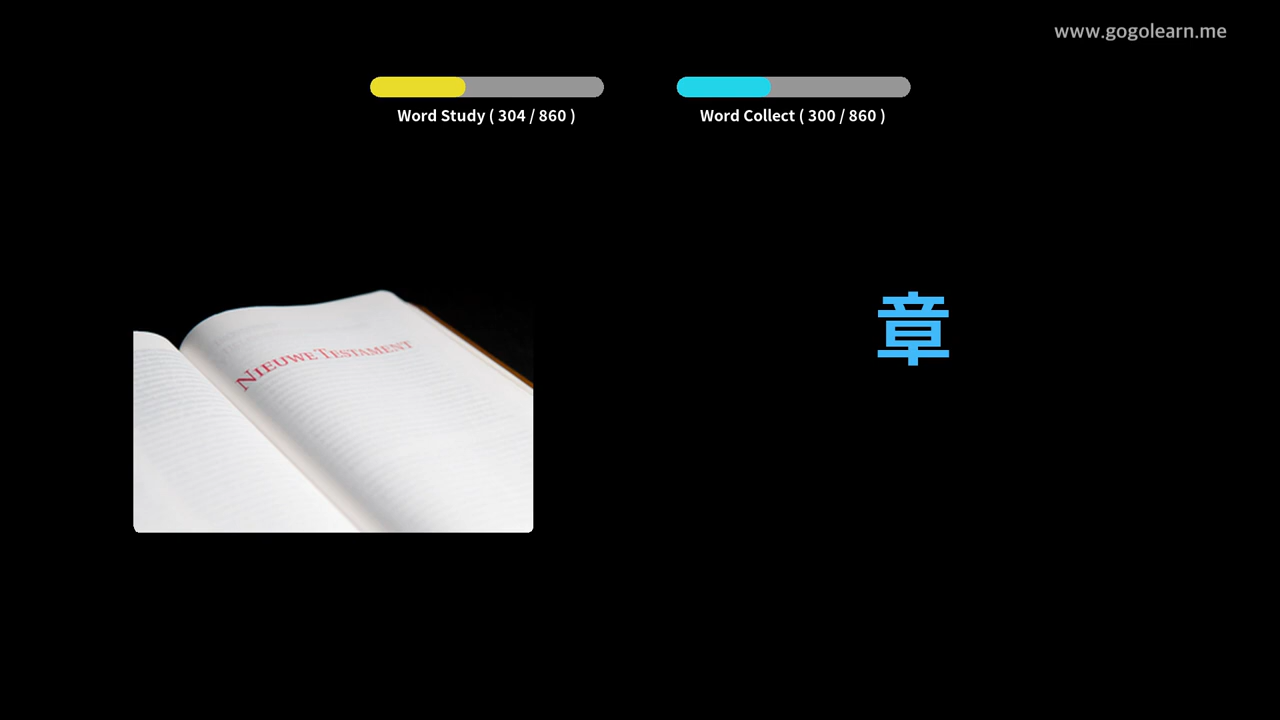 www.gogolearn.me
Word Study ( 304 / 860 )
Word Collect ( 300 / 860 )
NIEUWE TESTAMENT
章